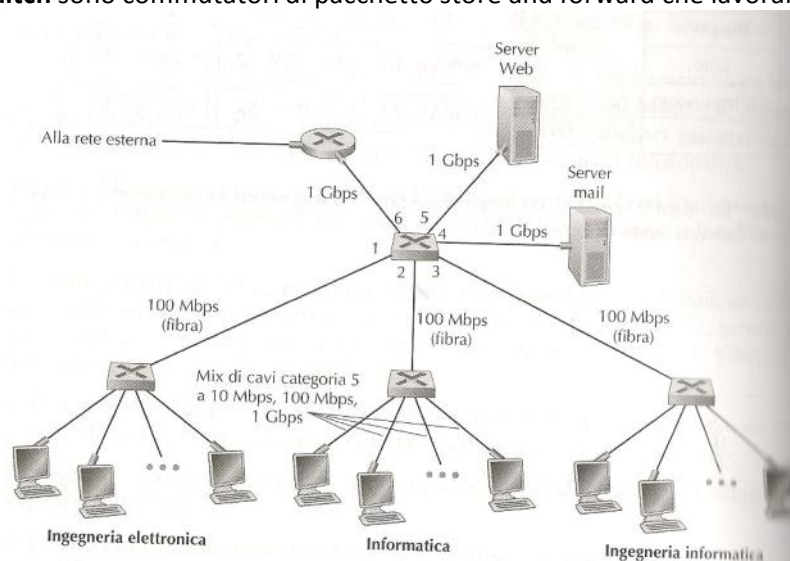 sono commutatori di pacchetto store and forward che lavora
Server
Web
Alla rete esterna
1 Gbps
Server
mail
1 Gbps
1 Gbps
6
5
4
1
2
3
100 Mbps
(fibra)
100 Mbps
(fibra)
100 Mbps
(fibra)
Mix di cavi categoria 5
a 10 Mbps, 100 Mbps,
1 Gbps
Ingegneria elettronica
Informatica
Ingegneria informatica